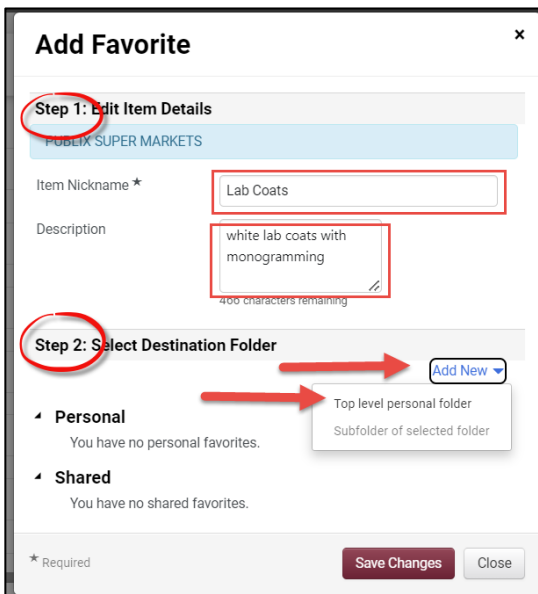 Add Favorite
×
Step 1: Edit Item Details
PUBLIX SUPER MARKETS
Item Nickname ★
Lab Coats
Description
white lab coats with
monogramming
466 characters remaining
Step 2: Select Destination Folder
Add New
Top level personal folder
Subfolder of selected folder
Personal
You have no personal favorites.
Shared
You have no shared favorites.
★ Required
Save Changes
Close